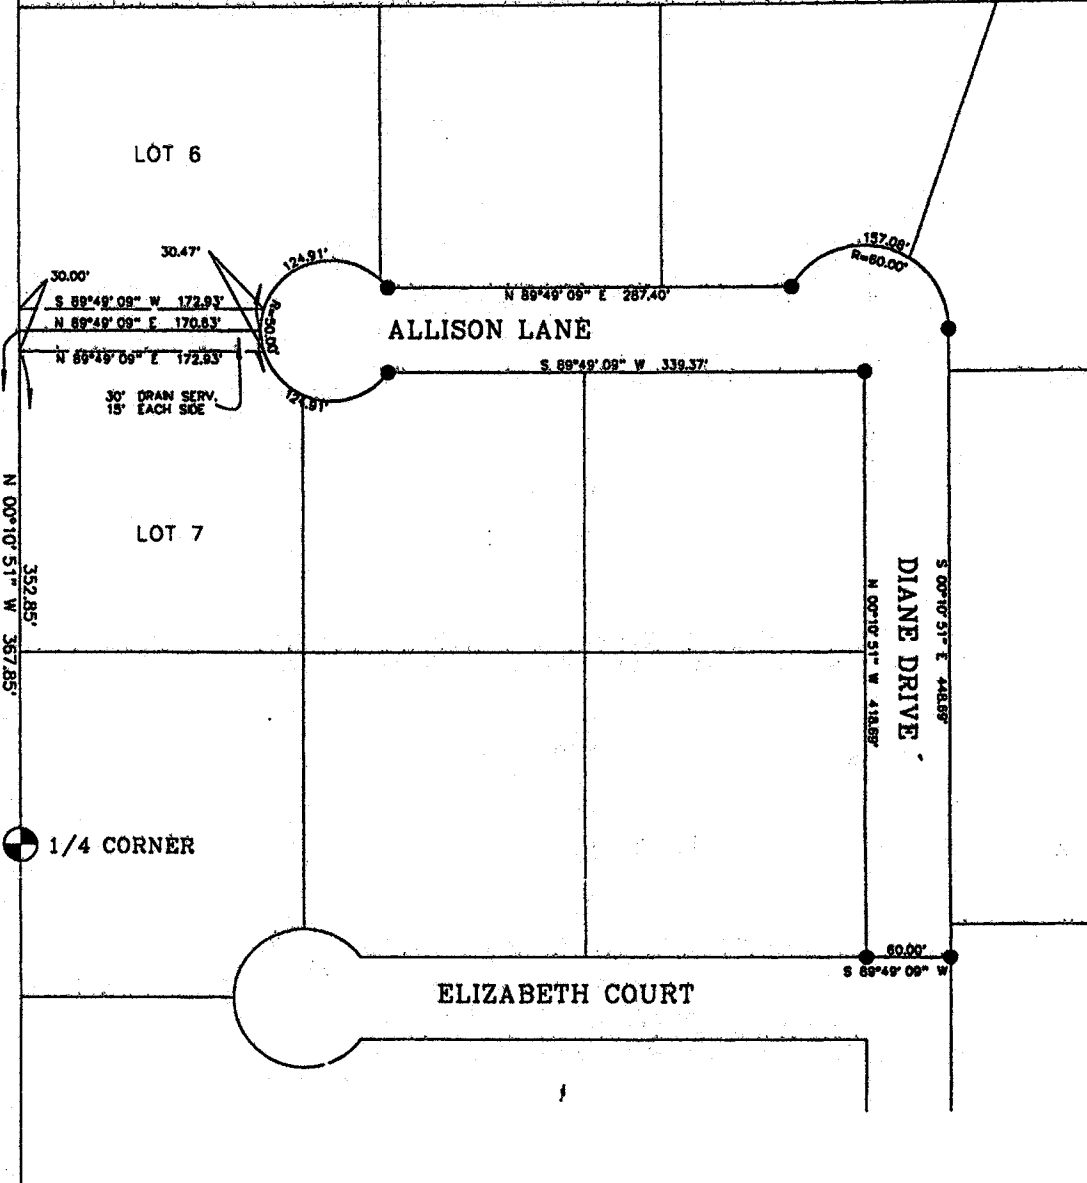 LOT 6
157.08'
R=60.00'
30.47'
124.91'
30.00'
S 89°49'09" W 172.93'
N 89°49'09" E 287.40'
N 89°49'09" E 170.83'
R=50.00'
ALLISON LANE
N 89°49'09" E 172.93'
S 89°49'09" W 339.37'
30' DRAIN SERV.
15' EACH SIDE
124.91'
LOT 7
N 00°10'51" W 367.85'
352.85'
N 00°10'51" W 418.69'
DIANE DRIVE
S 00°10'51" E 448.69'
1/4 CORNER
60.00'
S 89°49'09" W
ELIZABETH COURT